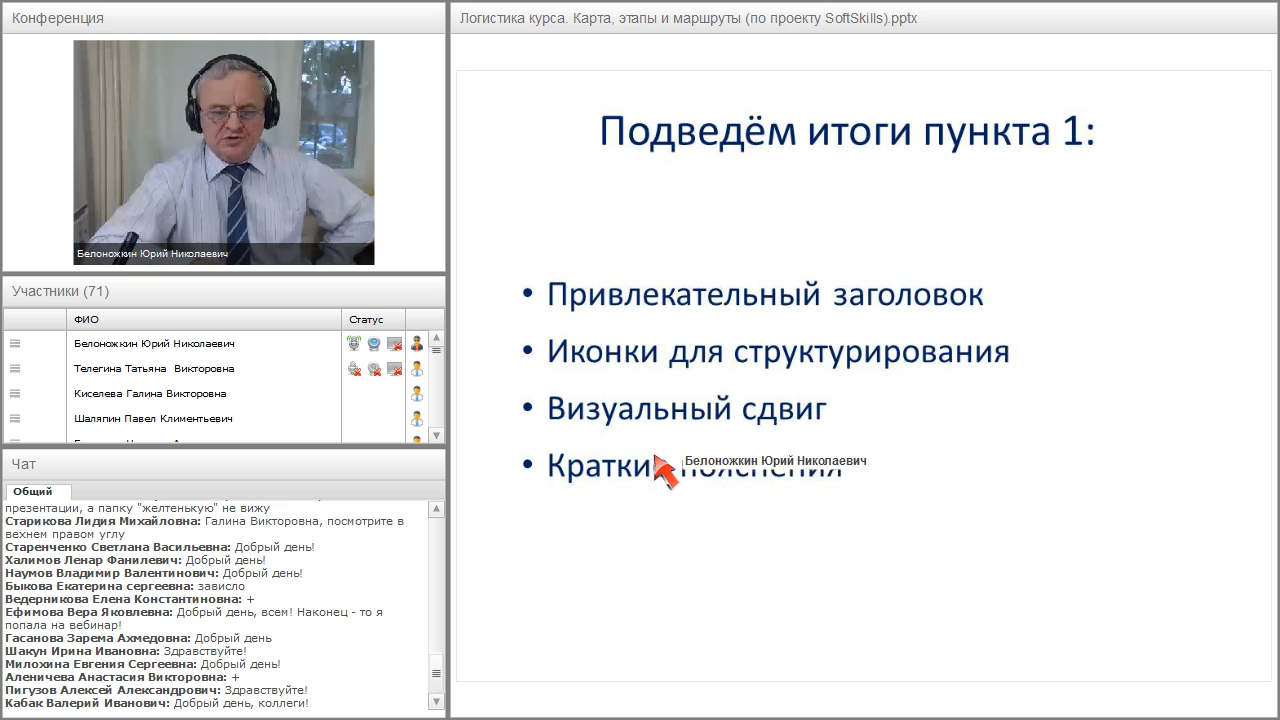 Конференция
Белоножкин Юрий Николаевич
Участники (71)
ФИО
Статус
Белоножкин Юрий Николаевич
Телегина Татьяна Викторовна
Киселева Галина Викторовна
Шаляпин Павел Климентьевич
Чат
Общий
презентации, а папку "желтенькую" не вижу
Старикова Лидия Михайловна: Галина Викторовна, посмотрите в
вехнем правом углу
Старенченко Светлана Васильевна: Добрый день!
Халимов Ленар Фанилевич: Добрый день!
Наумов Владимир Валентинович: Добрый день!
Быкова Екатерина сергеевна: зависло
Ведерникова Елена Константиновна: +
Ефимова Вера Яковлевна: Добрый день, всем! Наконец - то я
попала на вебинар!
Гасанова Зарема Ахмедовна: Добрый день
Шакун Ирина Ивановна: Здравствуйте!
Милохина Евгения Сергеевна: Добрый день!
Аленичева Анастасия Викторовна: +
Пигузов Алексей Александрович: Здравствуйте!
Кабак Валерий Иванович: Добрый день, коллеги!
Логистика курса. Карта, этапы и маршруты (по проекту SoftSkills).pptx
Подведём итоги пункта 1:
• Привлекательный заголовок
• Иконки для структурирования
• Визуальный сдвиг
• Краткие пояснения
Белоножкин Юрий Николаевич